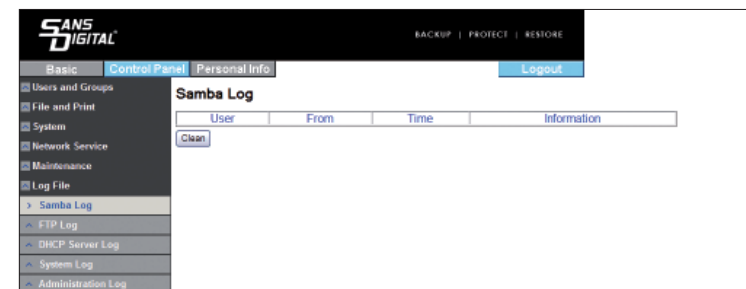 SANS
DIGITAL
BACKUP | PROTECT | RESTORE
Basic Control Panel Personal Info Logout
Users and Groups
File and Print
System
Network Service
Maintenance
Log File
> Samba Log
FTP Log
DHCP Server Log
System Log
Administration Log
Samba Log
User From Time Information
Clean